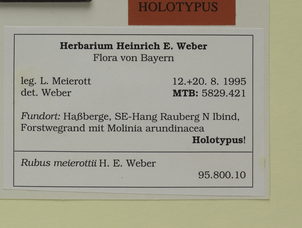 HOLOTYPUS
Herbarium Heinrich E. Weber
Flora von Bayern
leg. L. Meierott 12.+20. 8. 1995
det. Weber MTB: 5829.421
Fundort: Haßberge, SE-Hang Rauberg N Ibind,
Forstwegrand mit Molinia arundinacea
Holotypus!
Rubus meierottii H. E. Weber
95.800.10